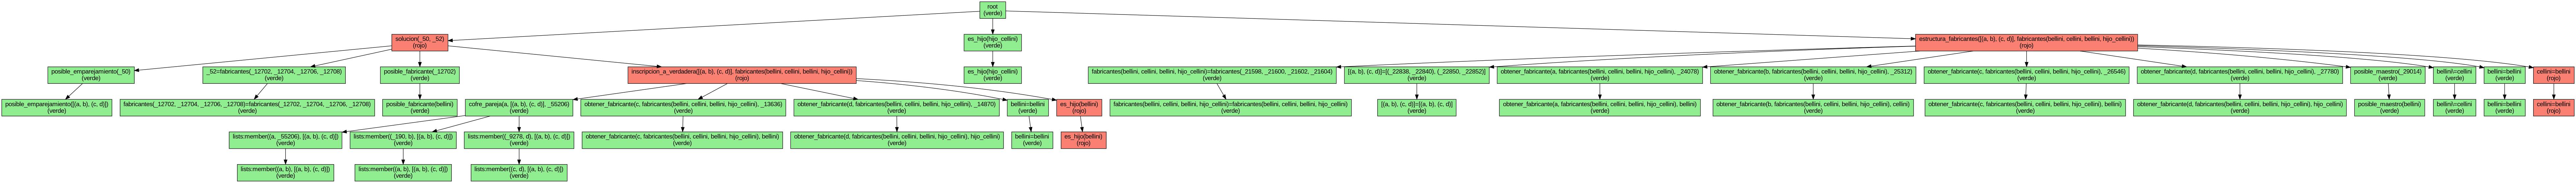 root
(verde)
solucion(_50, _52)
(rojo)
es_hijo(hijo_cellini)
(verde)
estructura_fabricantes([(a, b), (c, d)], fabricantes(bellini, cellini, bellini, hijo_cellini))
(rojo)
posible_emparejamiento(_50)
(verde)
_52=fabricantes(_12702, _12704, _12706, _12708)
(verde)
posible_fabricante(_12702)
(verde)
inscripcion_a_verdadera([(a, b), (c, d)], fabricantes(bellini, cellini, bellini, hijo_cellini))
(rojo)
es_hijo(hijo_cellini)
(verde)
fabricantes(bellini, cellini, bellini, hijo_cellini)=fabricantes(_21598, _21600, _21602, _21604)
(verde)
[(a, b), (c, d)]=[(_22838, _22840), (_22850, _22852)]
(verde)
obtener_fabricante(a, fabricantes(bellini, cellini, bellini, hijo_cellini), _24078)
(verde)
obtener_fabricante(b, fabricantes(bellini, cellini, bellini, hijo_cellini), _25312)
(verde)
obtener_fabricante(c, fabricantes(bellini, cellini, bellini, hijo_cellini), _26546)
(verde)
obtener_fabricante(d, fabricantes(bellini, cellini, bellini, hijo_cellini), _27780)
(verde)
posible_maestro(_29014)
(verde)
bellini\=cellini
(verde)
bellini=bellini
(verde)
cellini=bellini
(rojo)
posible_emparejamiento([(a, b), (c, d)])
(verde)
fabricantes(_12702, _12704, _12706, _12708)=fabricantes(_12702, _12704, _12706, _12708)
(verde)
posible_fabricante(bellini)
(verde)
cofre_pareja(a, [(a, b), (c, d)], _55206)
(verde)
obtener_fabricante(c, fabricantes(bellini, cellini, bellini, hijo_cellini), _13636)
(verde)
obtener_fabricante(d, fabricantes(bellini, cellini, bellini, hijo_cellini), _14870)
(verde)
bellini=bellini
(verde)
es_hijo(bellini)
(rojo)
fabricantes(bellini, cellini, bellini, hijo_cellini)=fabricantes(bellini, cellini, bellini, hijo_cellini)
(verde)
[(a, b), (c, d)]=[(a, b), (c, d)]
(verde)
obtener_fabricante(a, fabricantes(bellini, cellini, bellini, hijo_cellini), bellini)
(verde)
obtener_fabricante(b, fabricantes(bellini, cellini, bellini, hijo_cellini), cellini)
(verde)
obtener_fabricante(c, fabricantes(bellini, cellini, bellini, hijo_cellini), bellini)
(verde)
obtener_fabricante(d, fabricantes(bellini, cellini, bellini, hijo_cellini), hijo_cellini)
(verde)
posible_maestro(bellini)
(verde)
bellini\=cellini
(verde)
bellini=bellini
(verde)
cellini=bellini
(rojo)
lists:member((a, _55206), [(a, b), (c, d)])
(verde)
lists:member((_190, b), [(a, b), (c, d)])
(verde)
lists:member((_9278, d), [(a, b), (c, d)])
(verde)
obtener_fabricante(c, fabricantes(bellini, cellini, bellini, hijo_cellini), bellini)
(verde)
obtener_fabricante(d, fabricantes(bellini, cellini, bellini, hijo_cellini), hijo_cellini)
(verde)
bellini=bellini
(verde)
es_hijo(bellini)
(rojo)
lists:member((a, b), [(a, b), (c, d)])
(verde)
lists:member((a, b), [(a, b), (c, d)])
(verde)
lists:member((c, d), [(a, b), (c, d)])
(verde)